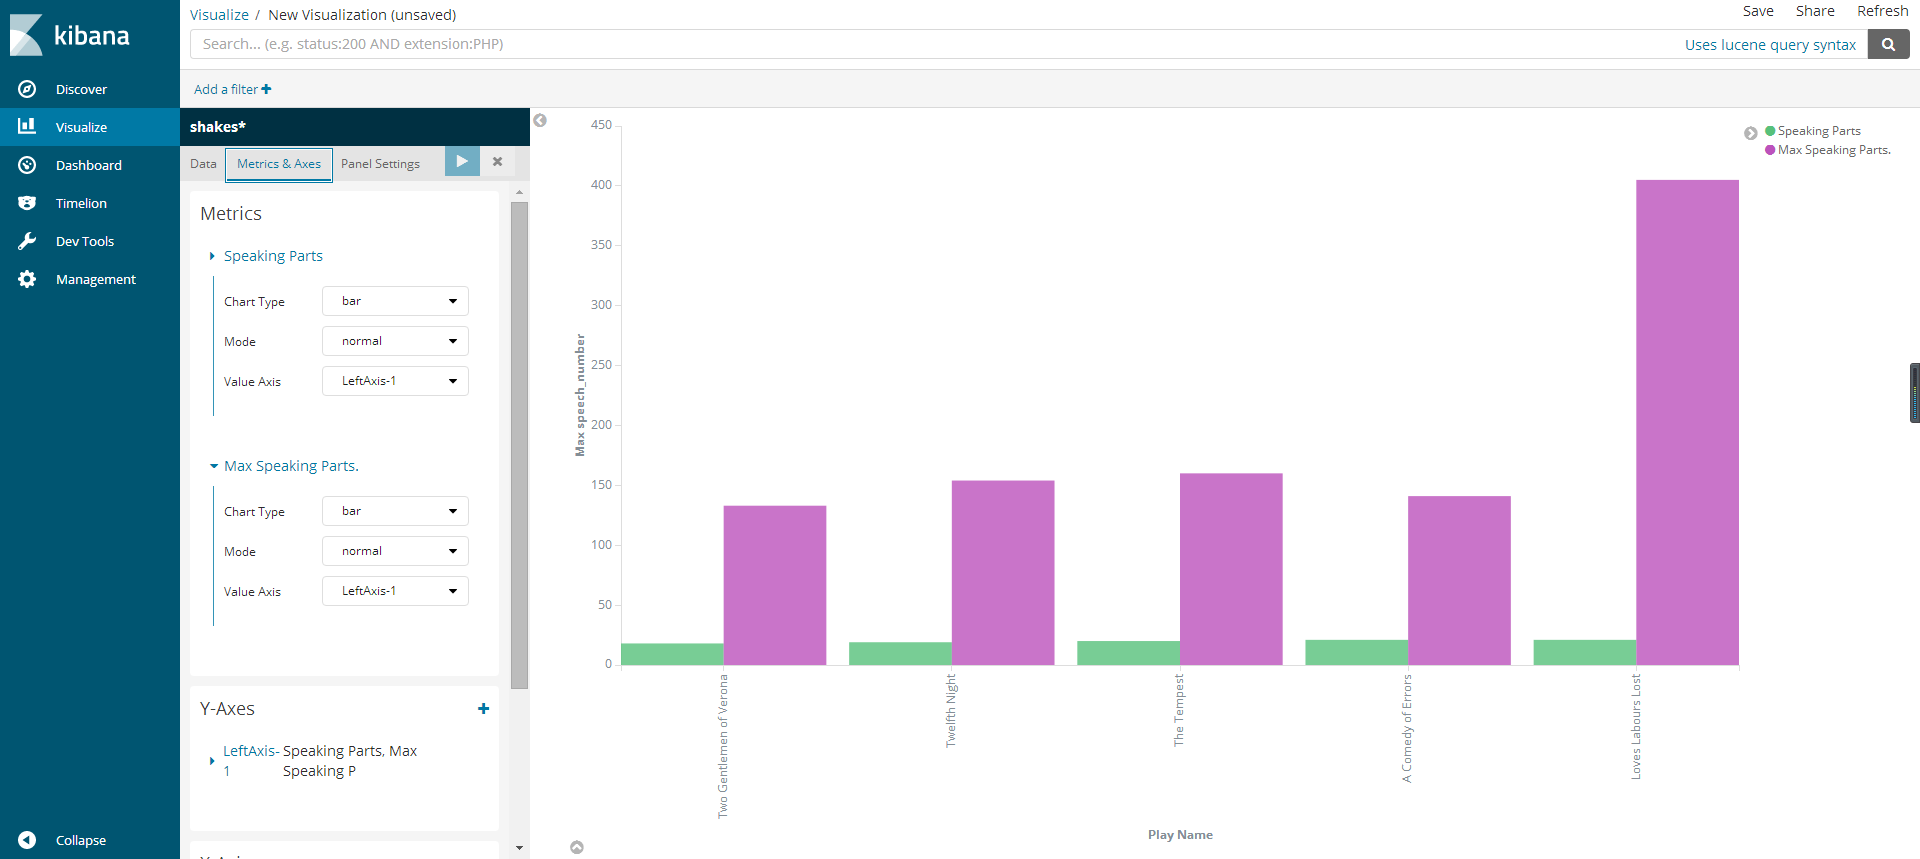 kibana
Discover
Visualize
Dashboard
Timelion
Dev Tools
Management
Collapse
Visualize / New Visualization (unsaved)
Save Share Refresh
Search... (e.g. status:200 AND extension:PHP)
Uses lucene query syntax
Add a filter
shakes*
Data Metrics & Axes Panel Settings
Metrics
Speaking Parts
Chart Type bar
Mode normal
Value Axis LeftAxis-1
Max Speaking Parts.
Chart Type bar
Mode normal
Value Axis LeftAxis-1
Y-Axes
LeftAxis- Speaking Parts, Max
1 Speaking P
Speaking Parts
Max Speaking Parts.
450
400
350
300
250
200
150
100
50
0
Max speech_number
Two Gentlemen of Verona
Twelfth Night
The Tempest
A Comedy of Errors
Loves Labours Lost
Play Name